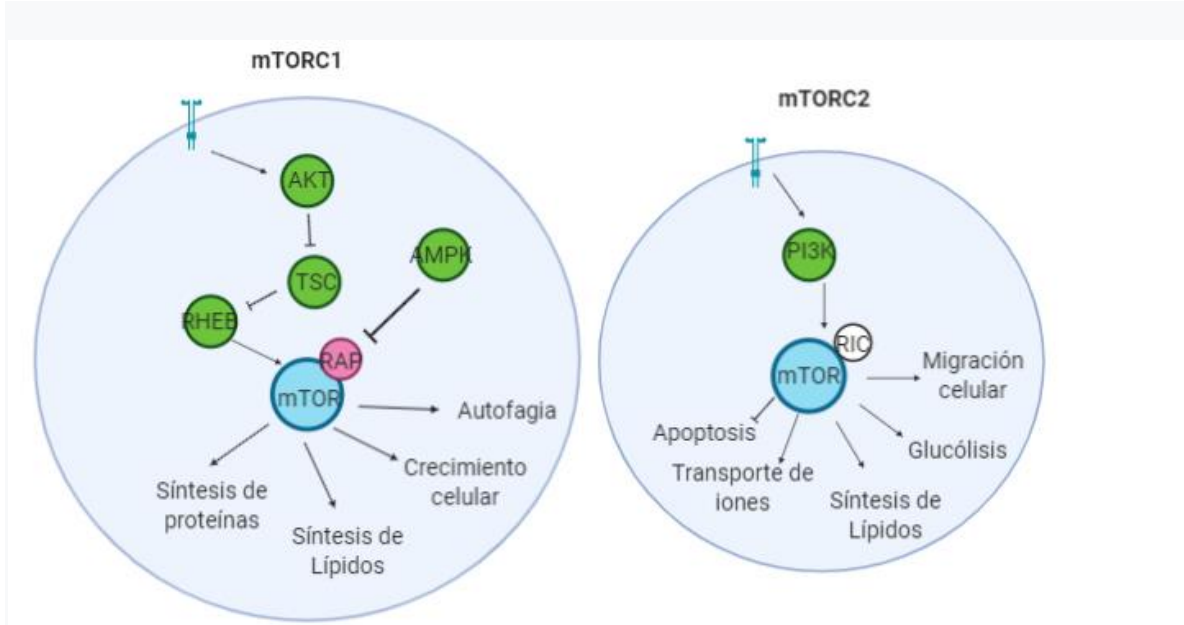 mTORC1
AKT
TSC
AMPK
RHEB
RAP
mTOR
Autofagia
Crecimiento
celular
Síntesis de
proteínas
Síntesis de
Lípidos
mTORC2
PI3K
RIC
mTOR
Migración
celular
Glucólisis
Apoptosis
Transporte de
iones
Síntesis de
Lípidos